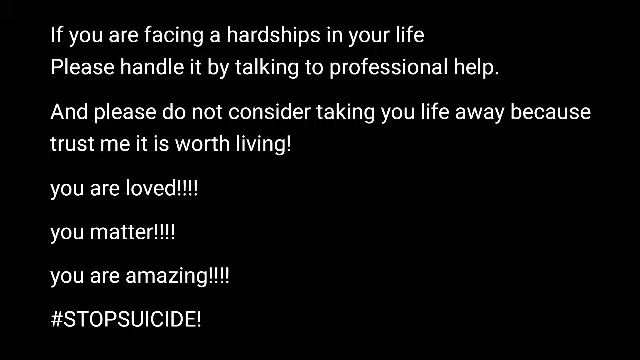 If you are facing a hardships in your life
Please handle it by talking to professional help.
And please do not consider taking you life away because
trust me it is worth living!
you are loved!!!!
you matter!!!!
you are amazing!!!!
#STOPSUICIDE!